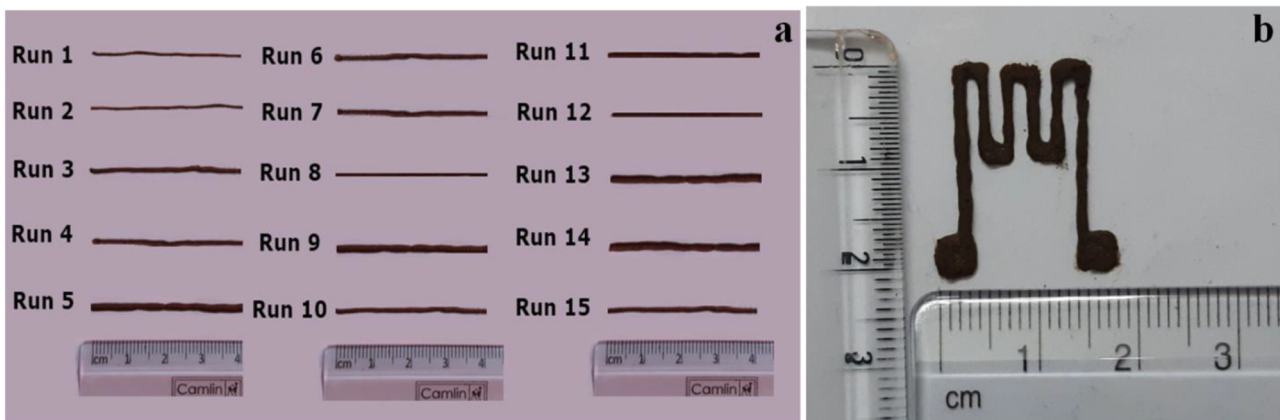 a
Run 1
Run 2
Run 3
Run 4
Run 5
Run 6
Run 7
Run 8
Run 9
Run 10
Run 11
Run 12
Run 13
Run 14
Run 15
cm 1 2 3 4
Camlin
cm 1 2 3 4
Camlin
cm 1 2 3 4
Camlin
b
0
1
2
3
1 2 3
cm